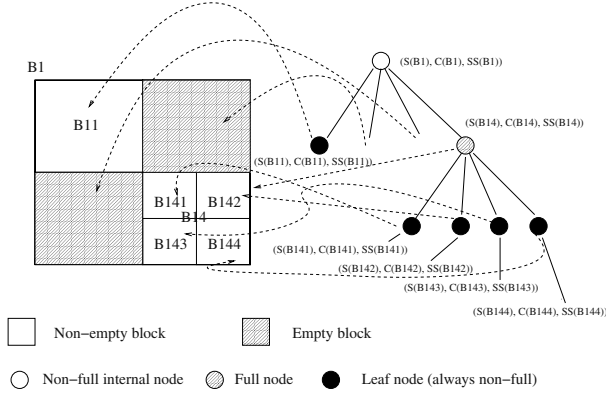 B1
(S(B1), C(B1), SS(B1))
B11
(S(B14), C(B14), SS(B14))
(S(B11), C(B11), SS(B11))
B141
B142
B14
B143
B144
(S(B141), C(B141), SS(B141))
(S(B142), C(B142), SS(B142))
(S(B143), C(B143), SS(B143))
(S(B144), C(B144), SS(B144))
Non−empty block
Empty block
Non−full internal node
Full node
Leaf node (always non−full)